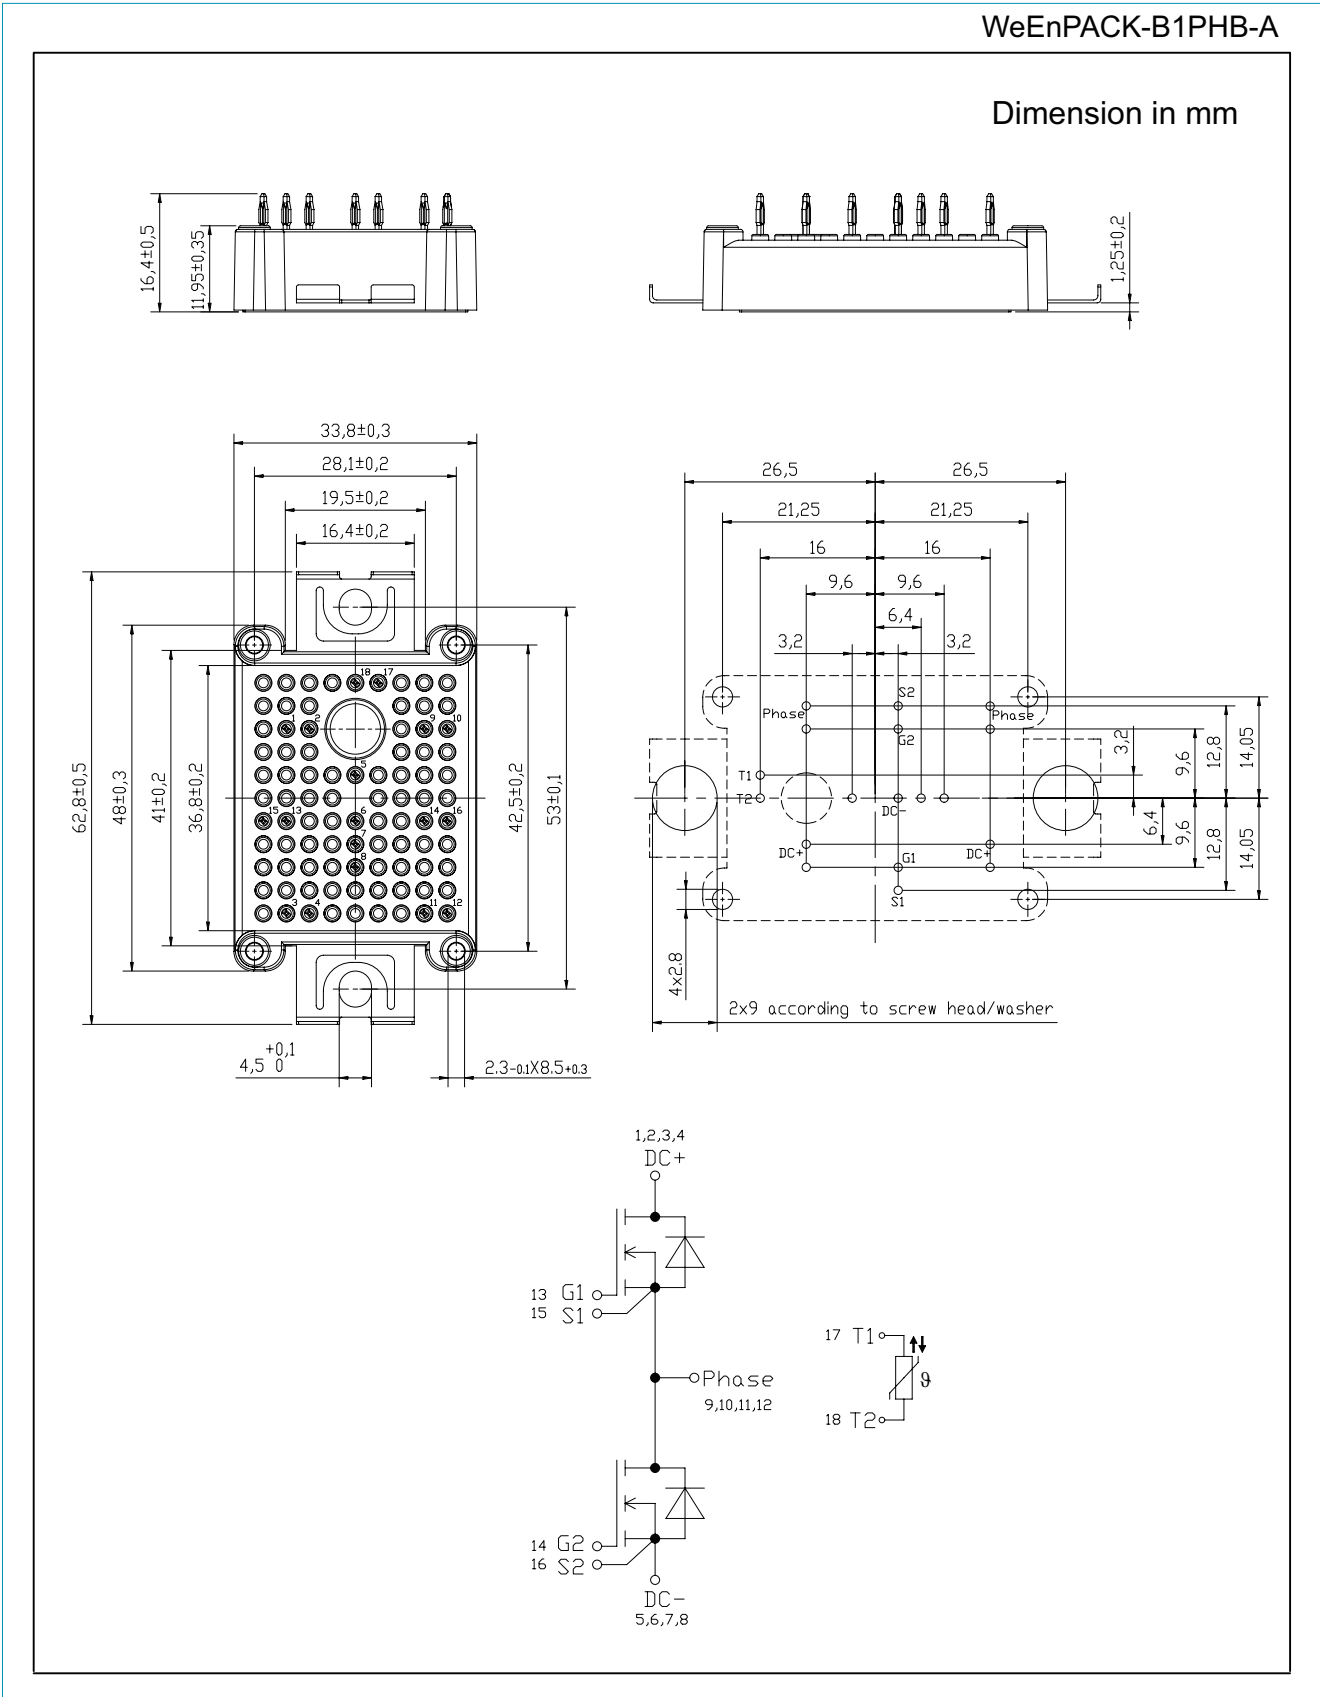 WeEnPACK-B1PHB-A
Dimension in mm
16,4±0,5
11,95±0,35
1,25±0,2
33,8±0,3
28,1±0,2
19,5±0,2
16,4±0,2
62,8±0,5
48±0,3
41±0,2
36,8±0,2
42,5±0,2
53±0,1
18 17
1 2 9 10
5
15 13 6 14 16
7
8
3 4 11 12
+0,1
4,5 0
2.3-0.1X8.5+0.3
26,5 26,5
21,25 21,25
16 16
9,6 9,6
6,4
3,2 3,2
S2
Phase Phase
G2
T1
T2 DC-
DC+ G1 DC+
S1
3,2
9,6
12,8
14,05
6,4
9,6
12,8
14,05
4x2.8
2x9 according to screw head/washer
1,2,3,4
DC+
13 G1
15 S1
17 T1
ϑ
Phase
9,10,11,12
18 T2
14 G2
16 S2
DC-
5,6,7,8